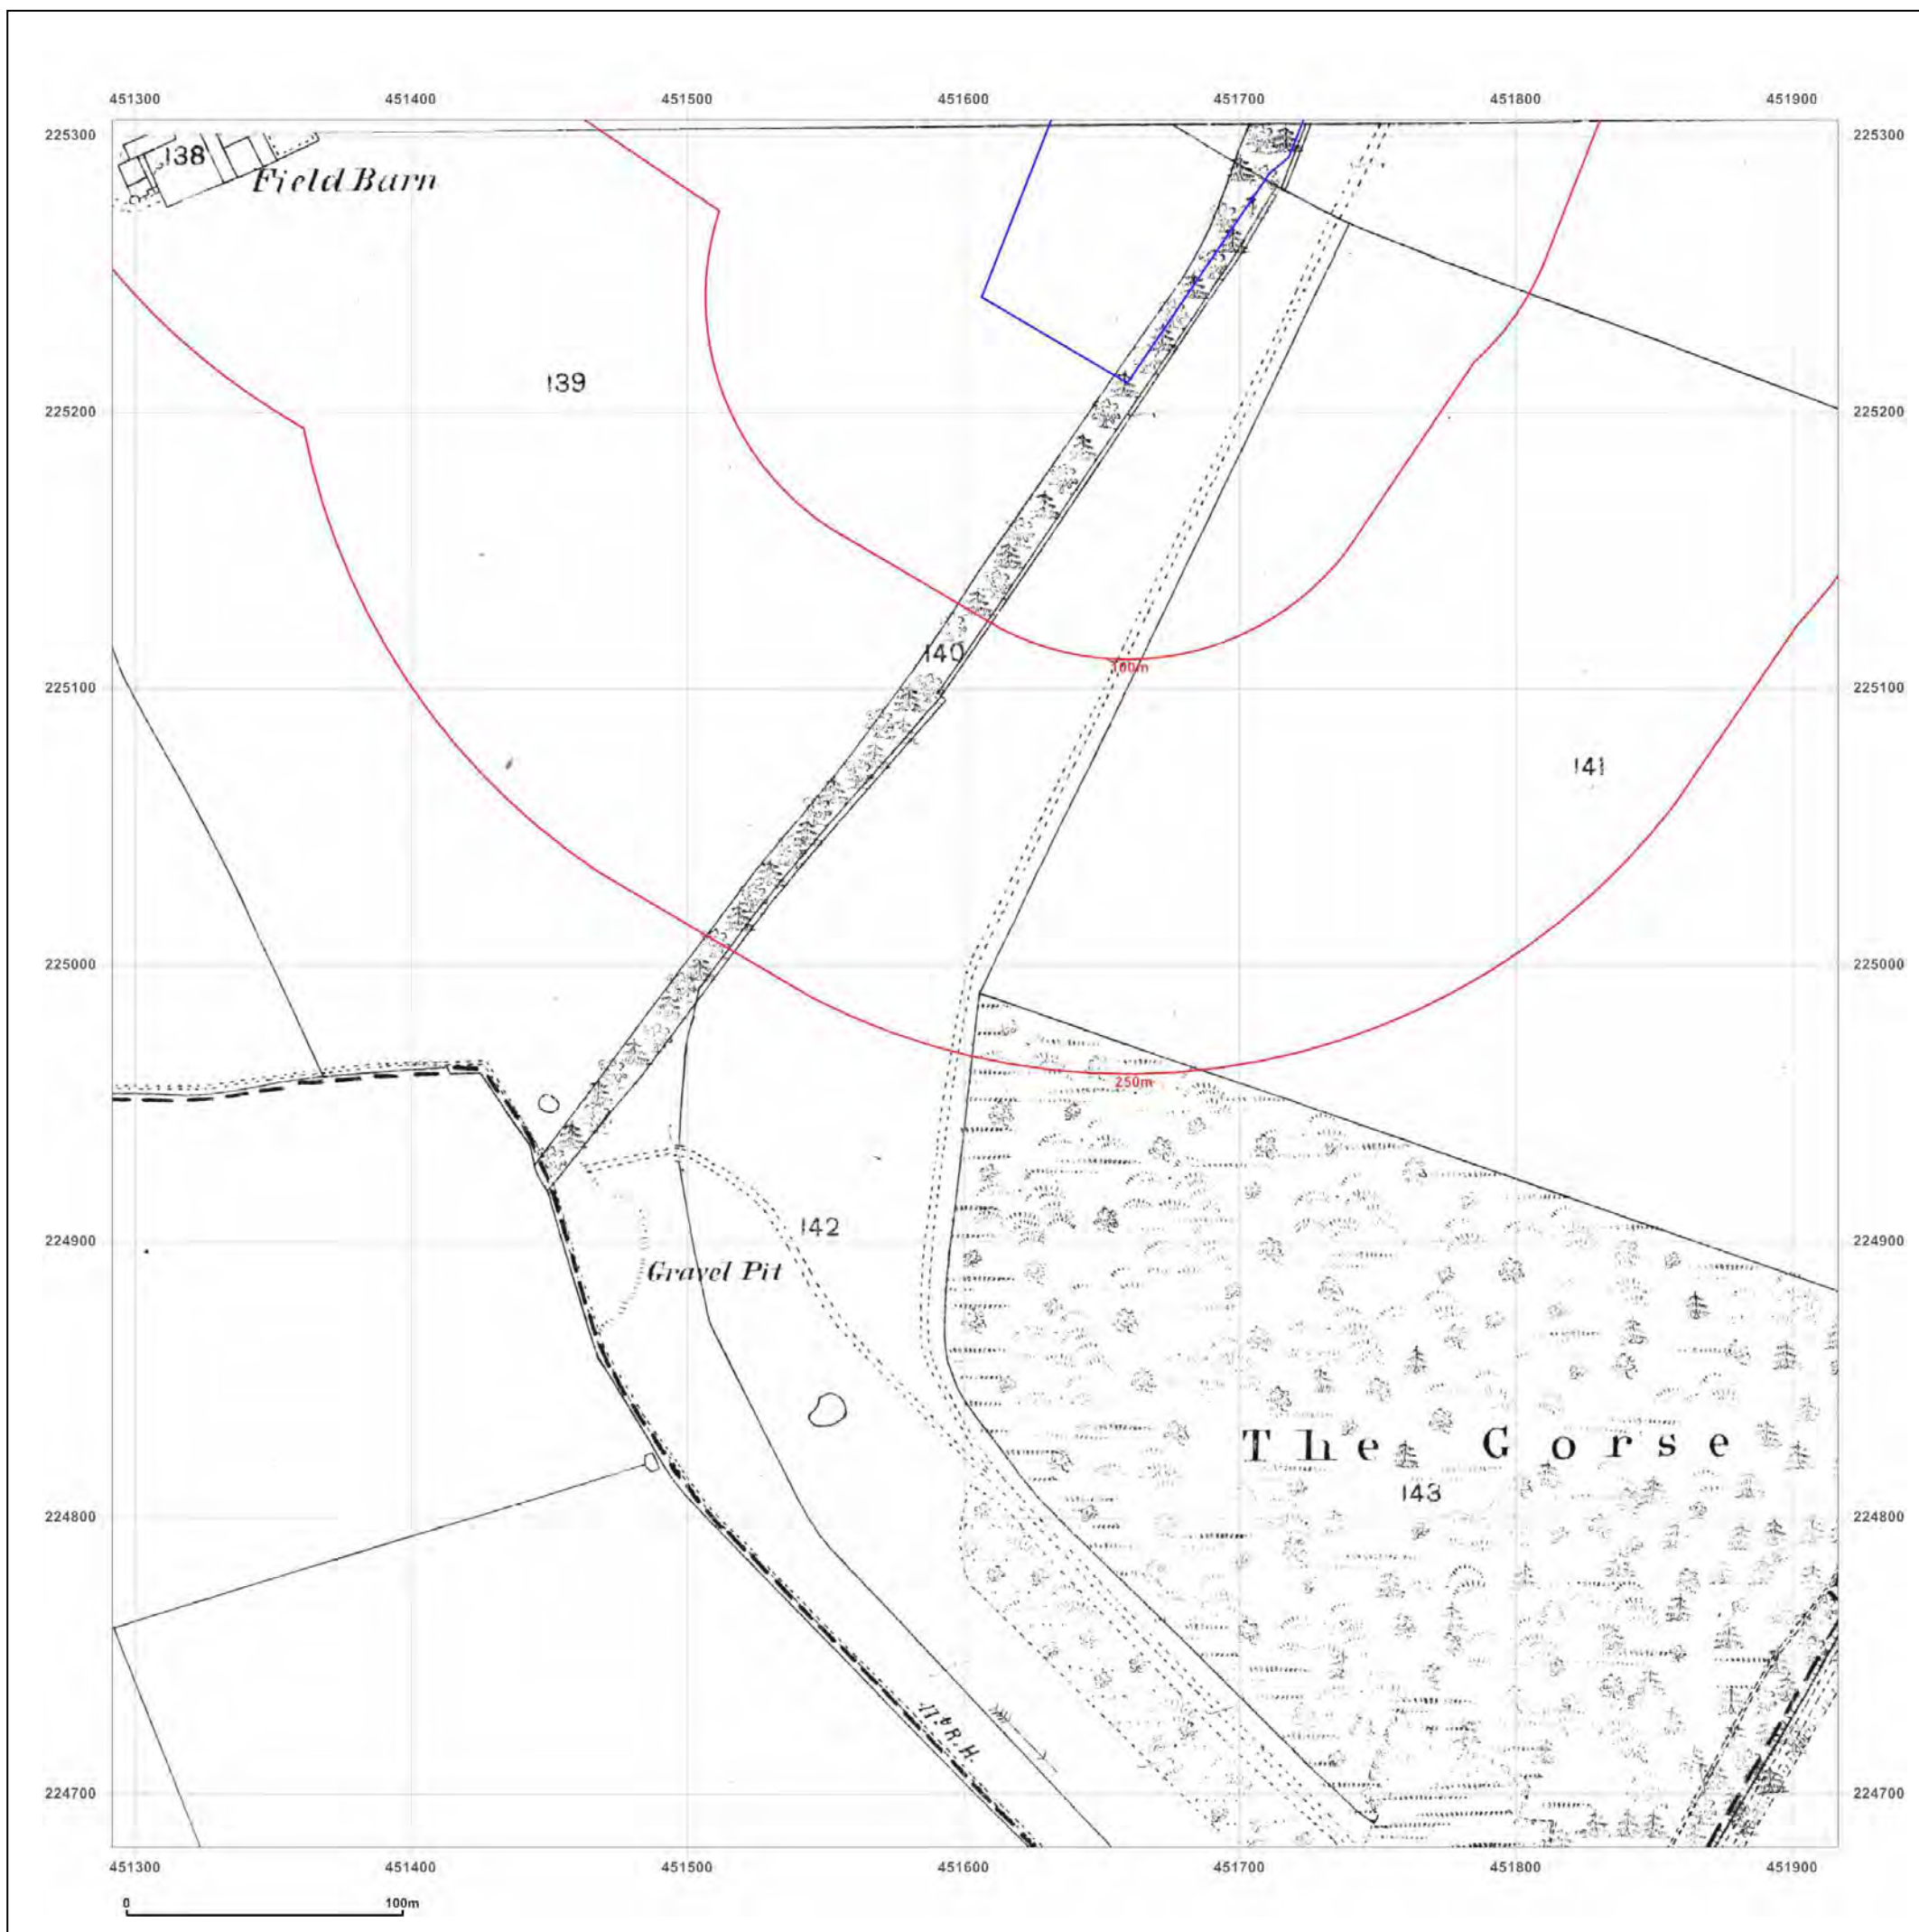 451300 451400 451500 451600 451700 451800 451900
225300 225300
138
Field Barn
139
225200 225200
140
100m
225100 225100
141
225000 225000
250m
142
224900 224900
Gravel Pit
The Gorse
143
224800 224800
4 ft R.H.
224700 224700
451300 451400 451500 451600 451700 451800 451900
0 100m